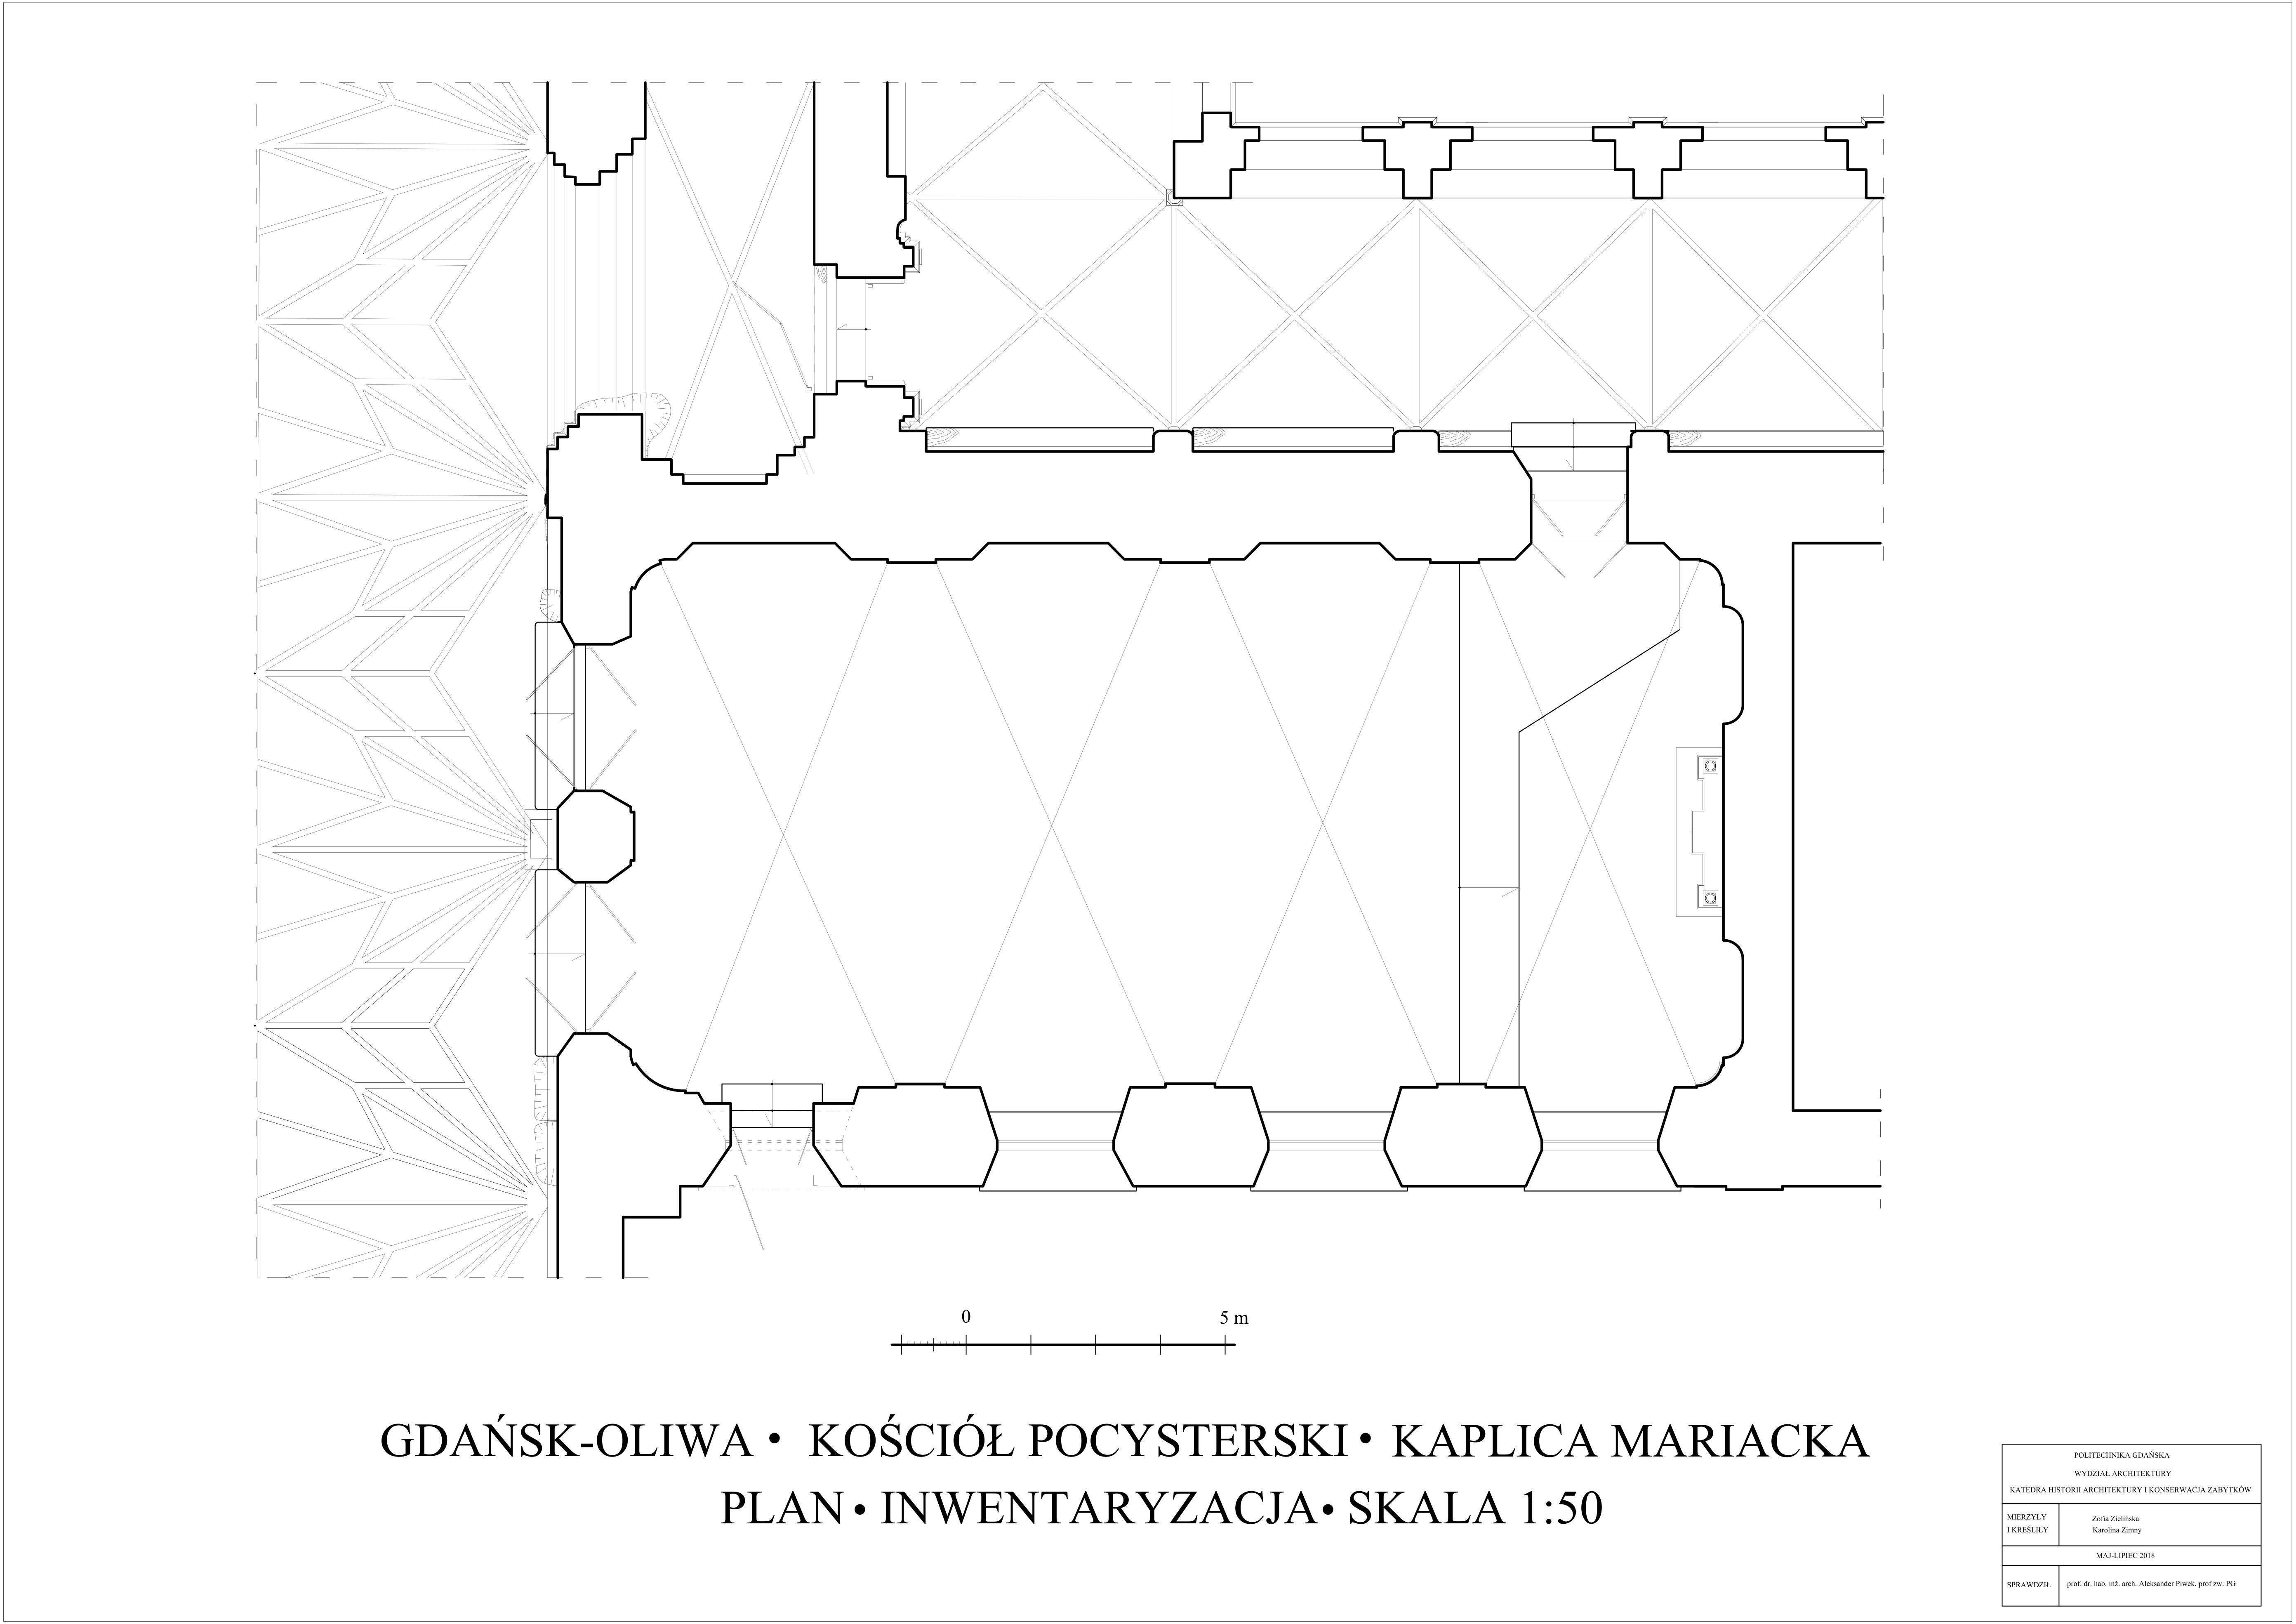 0 5 m
GDAŃSK-OLIWA • KOŚCIÓŁ POCYSTERSKI • KAPLICA MARIACKA
PLAN • INWENTARYZACJA • SKALA 1:50
POLITECHNIKA GDAŃSKA
WYDZIAŁ ARCHITEKTURY
KATEDRA HISTORII ARCHITEKTURY I KONSERWACJA ZABYTKÓW
MIERZYŁY
I KREŚLIŁY
Zofia Zielińska
Karolina Zimny
MAJ-LIPIEC 2018
SPRAWDZIŁ
prof. dr. hab. inż. arch. Aleksander Piwek, prof zw. PG